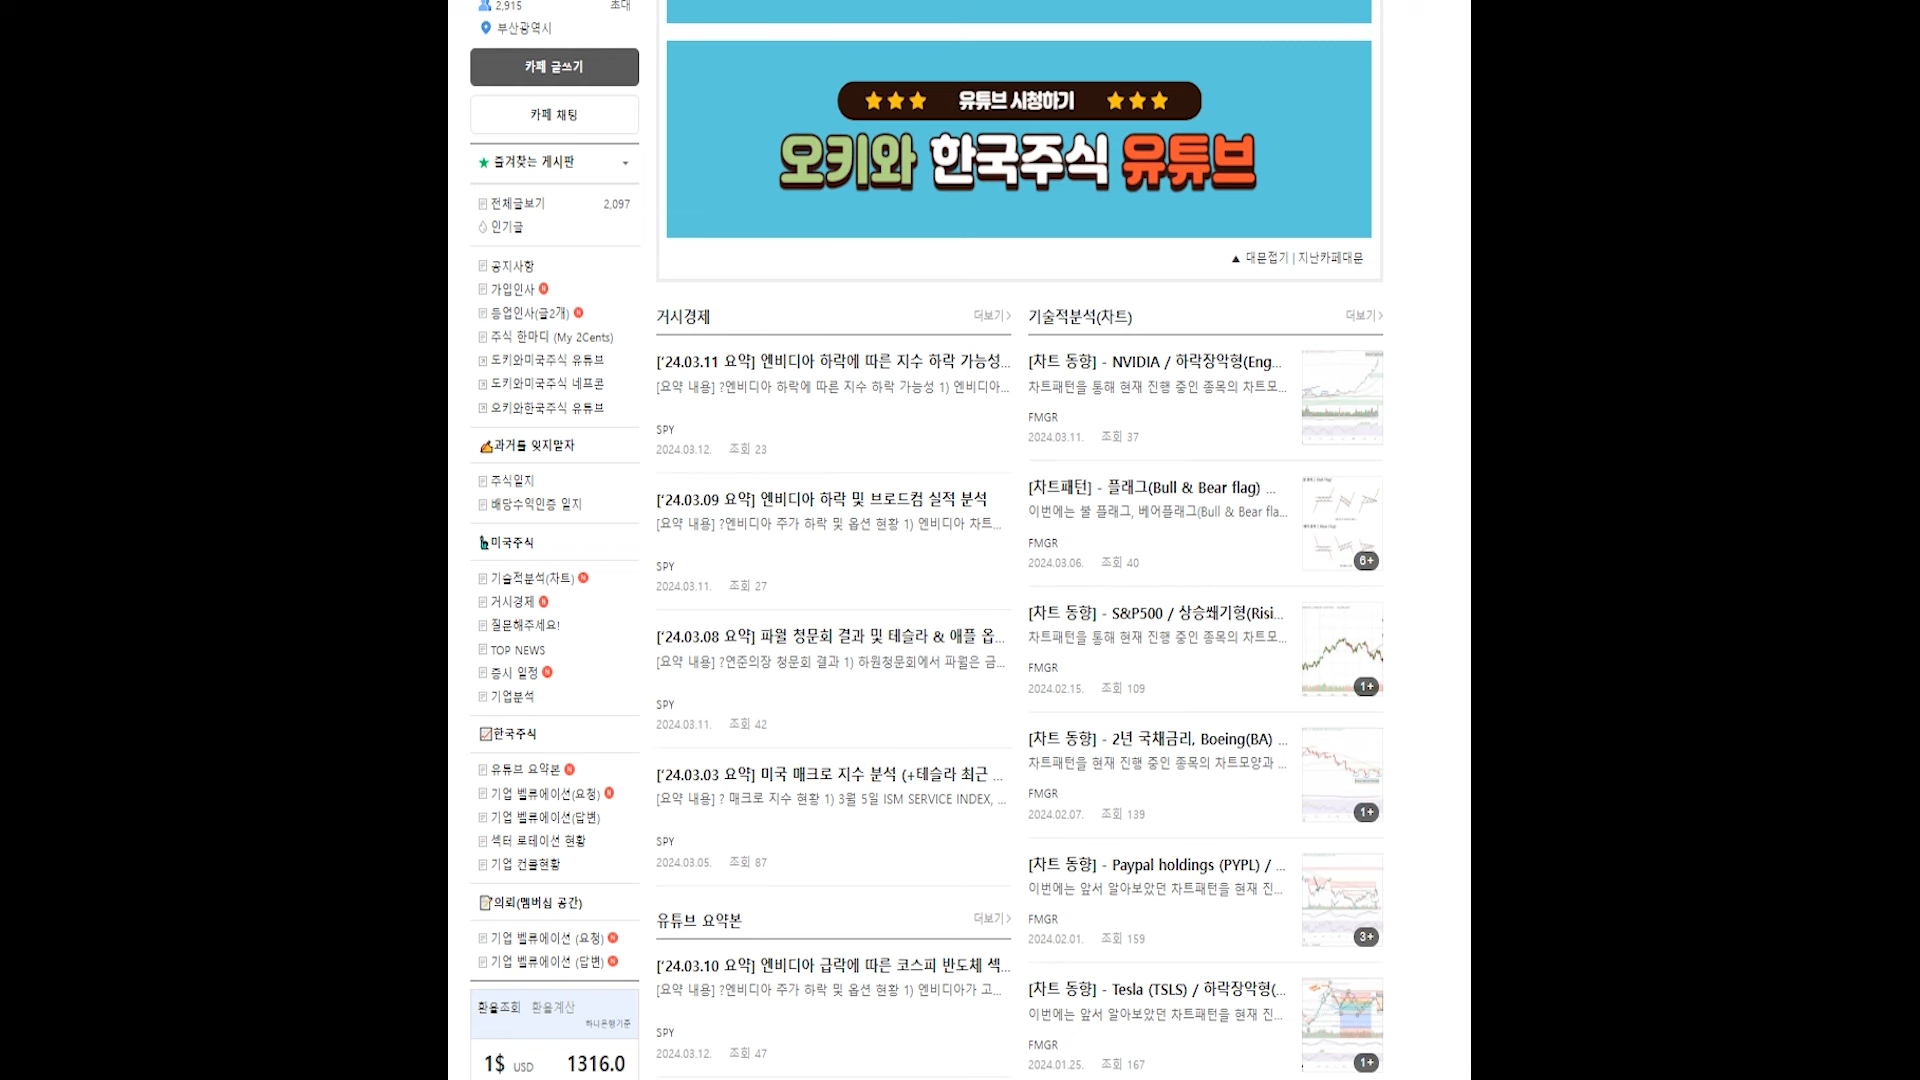 2,915 초대
부산광역시
카페 글쓰기
카페 채팅
즐겨찾는 게시판
전체글보기 2,097
인기글
공지사항
가입인사 N
등업인사(글2개) N
주식 한마디 (My 2Cents)
도키와미국주식 유튜브
도키와미국주식 네프콘
오키와한국주식 유튜브
과거를 잊지말자
주식일지
배당수익인증 일지
미국주식
기술적분석(차트) N
거시경제 N
질문해주세요!
TOP NEWS
증시 일정 N
기업분석
한국주식
유튜브 요약본 N
기업 벨류에이션(요청) N
기업 벨류에이션(답변)
섹터 로테이션 현황
기업 컨콜현황
의뢰(멤버십 공간)
기업 벨류에이션 (요청) N
기업 벨류에이션 (답변) N
환율조회 환율계산
하나은행기준
1$ USD 1316.0
유튜브 시청하기
오키와 한국주식 유튜브
▲ 대문접기 | 지난카페대문
거시경제 더보기 >
['24.03.11 요약] 엔비디아 하락에 따른 지수 하락 가능성...
[요약 내용] ?엔비디아 하락에 따른 지수 하락 가능성 1) 엔비디아...
SPY
2024.03.12. 조회 23
['24.03.09 요약] 엔비디아 하락 및 브로드컴 실적 분석
[요약 내용] ?엔비디아 주가 하락 및 옵션 현황 1) 엔비디아 차트...
SPY
2024.03.11. 조회 27
['24.03.08 요약] 파월 청문회 결과 및 테슬라 & 애플 옵...
[요약 내용] ?연준의장 청문회 결과 1) 하원청문회에서 파월은 금...
SPY
2024.03.11. 조회 42
['24.03.03 요약] 미국 매크로 지수 분석 (+테슬라 최근 ...
[요약 내용] ? 매크로 지수 현황 1) 3월 5일 ISM SERVICE INDEX, ...
SPY
2024.03.05. 조회 87
유튜브 요약본 더보기 >
['24.03.10 요약] 엔비디아 급락에 따른 코스피 반도체 섹...
[요약 내용] ?엔비디아 주가 하락 및 옵션 현황 1) 엔비디아가 고...
SPY
2024.03.12. 조회 47
기술적분석(차트) 더보기 >
[차트 동향] - NVIDIA / 하락장악형(Eng...
차트패턴을 통해 현재 진행 중인 종목의 차트모...
FMGR
2024.03.11. 조회 37
[차트패턴] - 플래그(Bull & Bear flag) ...
이번에는 불 플래그, 베어플래그(Bull & Bear fla...
FMGR
2024.03.06. 조회 40
6+
[차트 동향] - S&P500 / 상승쐐기형(Risi...
차트패턴을 통해 현재 진행 중인 종목의 차트모...
FMGR
2024.02.15. 조회 109
1+
[차트 동향] - 2년 국채금리, Boeing(BA) ...
차트패턴을 현재 진행 중인 종목의 차트모양과 ...
FMGR
2024.02.07. 조회 139
1+
[차트 동향] - Paypal holdings (PYPL) / ...
이번에는 앞서 알아보았던 차트패턴을 현재 진...
FMGR
2024.02.01. 조회 159
3+
[차트 동향] - Tesla (TSLS) / 하락장악형(...
이번에는 앞서 알아보았던 차트패턴을 현재 진...
FMGR
2024.01.25. 조회 167
1+